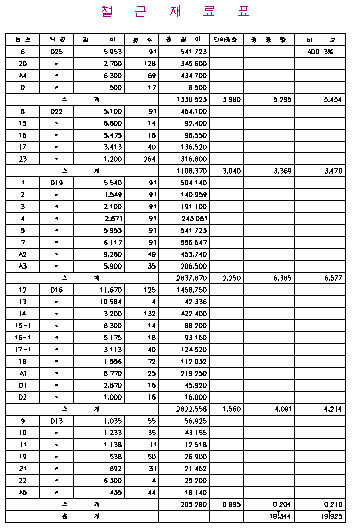 철 근 재 료 표
번 호 직 경 길 이 총 길 이 단위중량 총 중 량 비 고
6 D25 5.953 91 541.723 ADD 3%
20 " 2.700 128 345.600
A4 " 6.300 69 434.700
D " 500 17 8.500
소 계 1330.523 3.980 5.295 5.454
8 D22 5.100 91 464.100
15 " 6.600 14 92.400
16 " 5.475 18 98.550
17 " 3.413 40 136.520
23 " 1.200 264 316.800
소 계 1108.370 3.040 3.369 3.470
1 D19 5.540 91 504.140
2 " 1.549 91 140.959
3 " 2.100 91 191.100
4 " 2.671 91 243.061
5 " 5.953 91 541.723
7 " 6.117 91 556.647
A2 " 9.260 49 453.740
A3 " 5.900 35 206.500
소 계 2837.870 2.250 6.385 6.577
12 D16 11.670 125 1458.750
13 " 10.584 4 42.336
14 " 3.200 132 422.400
15-1 " 6.300 14 88.200
16-1 " 5.175 18 93.150
17-1 " 3.113 40 124.520
18 " 1.556 72 112.032
A1 " 8.770 25 219.250
D1 " 2.870 16 45.920
D2 " 1.000 16 16.000
소 계 2622.558 1.560 4.091 4.214
9 D13 1.035 55 56.925
10 " 1.233 35 43.155
11 " 1.138 11 12.518
19 " 538 50 26.900
21 " 692 31 21.452
22 " 6.300 4 25.200
소 계 205.280 0.995 0.204 0.210
총 계 19.344 19.925